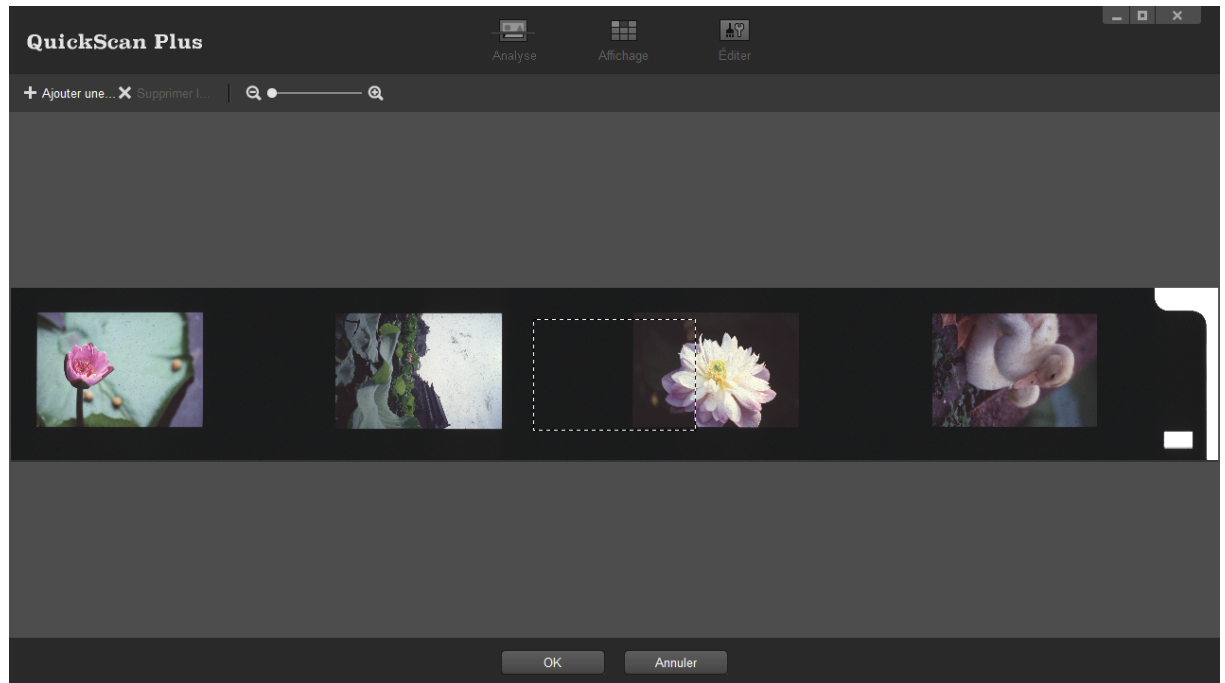 QuickScan Plus
Analyse
Affichage
Éditer
Ajouter une...
Supprimer l...
OK
Annuler